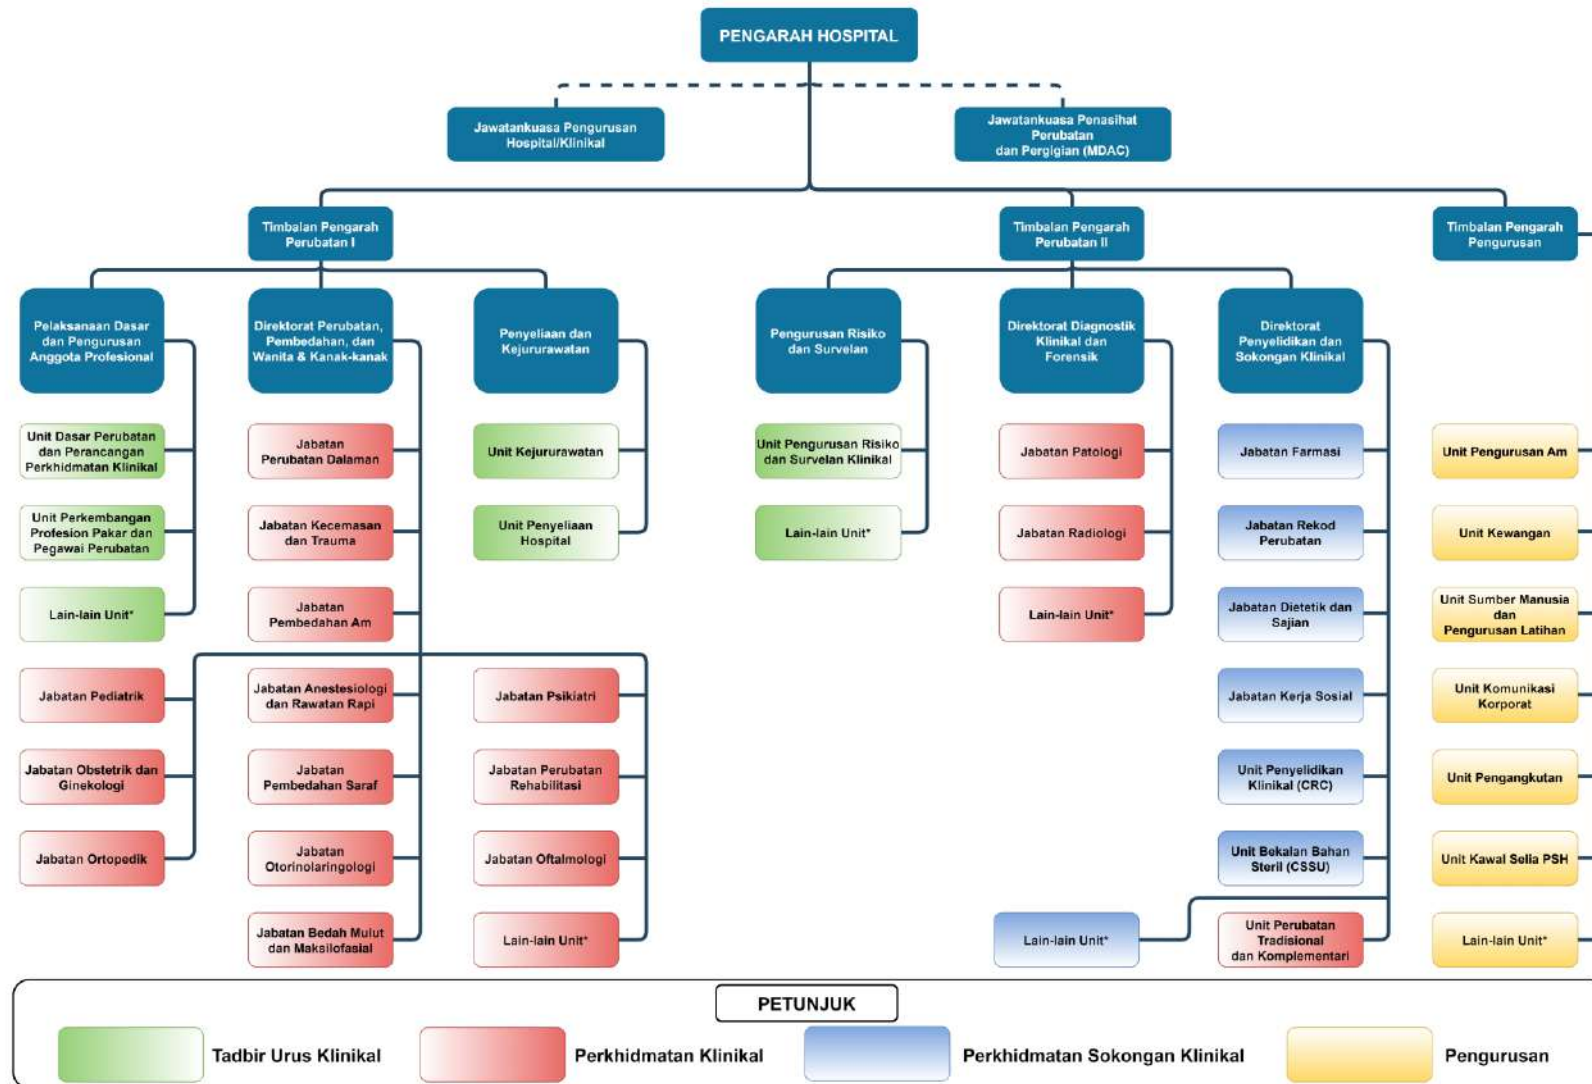 PENGARAH HOSPITAL
Jawatankuasa Pengurusan
Hospital/Klinikal
Jawatankuasa Penasihat
Perubatan
dan Pergigian (MDAC)
Timbalan Pengarah
Perubatan I
Timbalan Pengarah
Perubatan II
Timbalan Pengarah
Pengurusan
Pelaksanaan Dasar
dan Pengurusan
Anggota Profesional
Direktorat Perubatan,
Pembedahan, dan
Wanita & Kanak-kanak
Penyeliaan dan
Kejururawatan
Pengurusan Risiko
dan Survelan
Direktorat Diagnostik
Klinikal dan
Forensik
Direktorat
Penyelidikan dan
Sokongan Klinikal
Unit Dasar Perubatan
dan Perancangan
Perkhidmatan Klinikal
Jabatan
Perubatan Dalaman
Unit Kejururawatan
Unit Pengurusan Risiko
dan Survelan Klinikal
Jabatan Patologi
Jabatan Farmasi
Unit Pengurusan Am
Unit Perkembangan
Profesion Pakar dan
Pegawai Perubatan
Jabatan Kecemasan
dan Trauma
Unit Penyeliaan
Hospital
Lain-lain Unit*
Jabatan Radiologi
Jabatan Rekod
Perubatan
Unit Kewangan
Lain-lain Unit*
Jabatan
Pembedahan Am
Lain-lain Unit*
Jabatan Dietetik dan
Sajian
Unit Sumber Manusia
dan
Pengurusan Latihan
Jabatan Pediatrik
Jabatan Anestesiologi
dan Rawatan Rapi
Jabatan Psikiatri
Jabatan Kerja Sosial
Unit Komunikasi
Korporat
Jabatan Obstetrik dan
Ginekologi
Jabatan
Pembedahan Saraf
Jabatan Perubatan
Rehabilitasi
Unit Penyelidikan
Klinikal (CRC)
Unit Pengangkutan
Jabatan Ortopedik
Jabatan
Otorinolaringologi
Jabatan Oftalmologi
Unit Bekalan Bahan
Steril (CSSU)
Unit Kawal Selia PSH
Jabatan Bedah Mulut
dan Maksilofasial
Lain-lain Unit*
Lain-lain Unit*
Unit Perubatan
Tradisional
dan Komplementari
Lain-lain Unit*
PETUNJUK
Tadbir Urus Klinikal
Perkhidmatan Klinikal
Perkhidmatan Sokongan Klinikal
Pengurusan